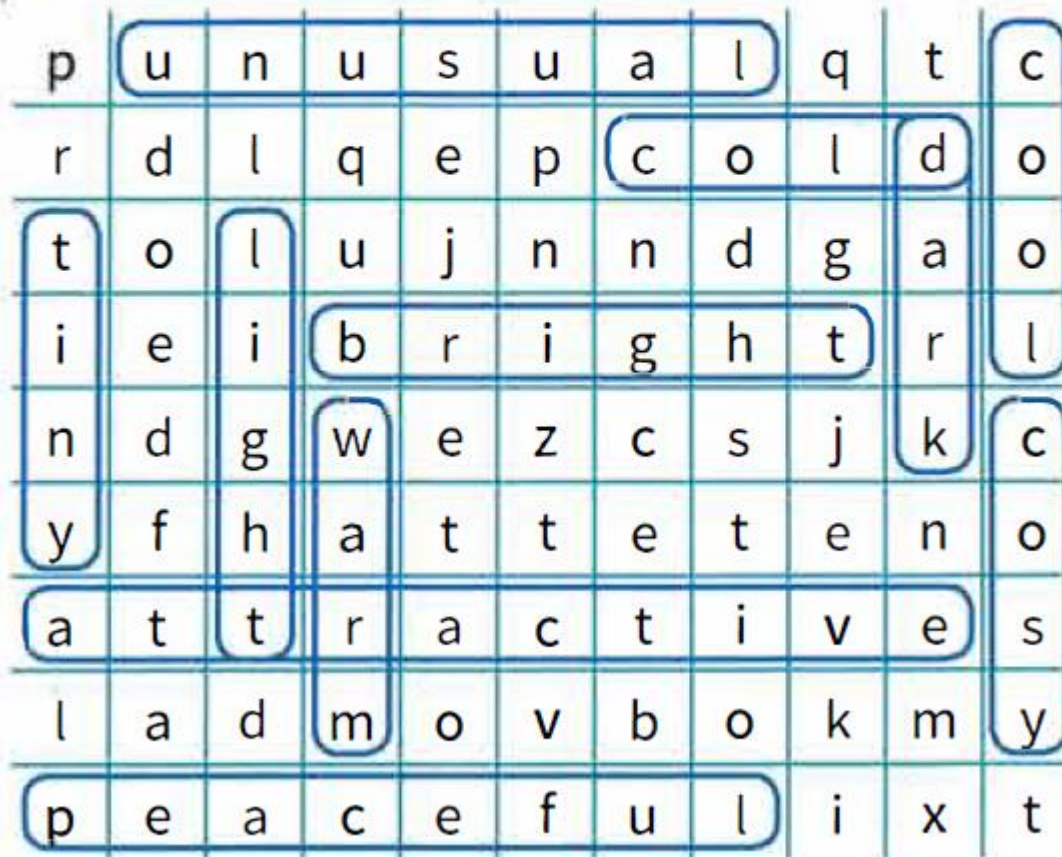 p u n u s u a l q t c
r d l q e p c o l d o
t o l u j n n d g a o
i e i b r i g h t r l
n d g w e z c s j k c
y f h a t t e t e n o
a t t r a c t i v e s
l a d m o v b o k m y
p e a c e f u l i x t